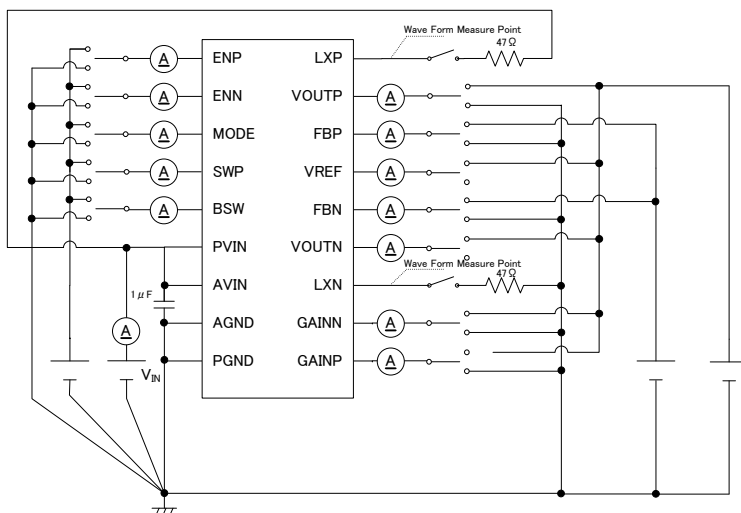 Wave Form Measure Point
47Ω
A ENP LXP
A ENN VOUTP A
A MODE FBP A
A SWP VREF A
A BSW FBN A
PVIN VOUTN A
Wave Form Measure Point
47Ω
1μF
AVIN LXN
A
AGND GAINN A
PGND GAINP A
VIN